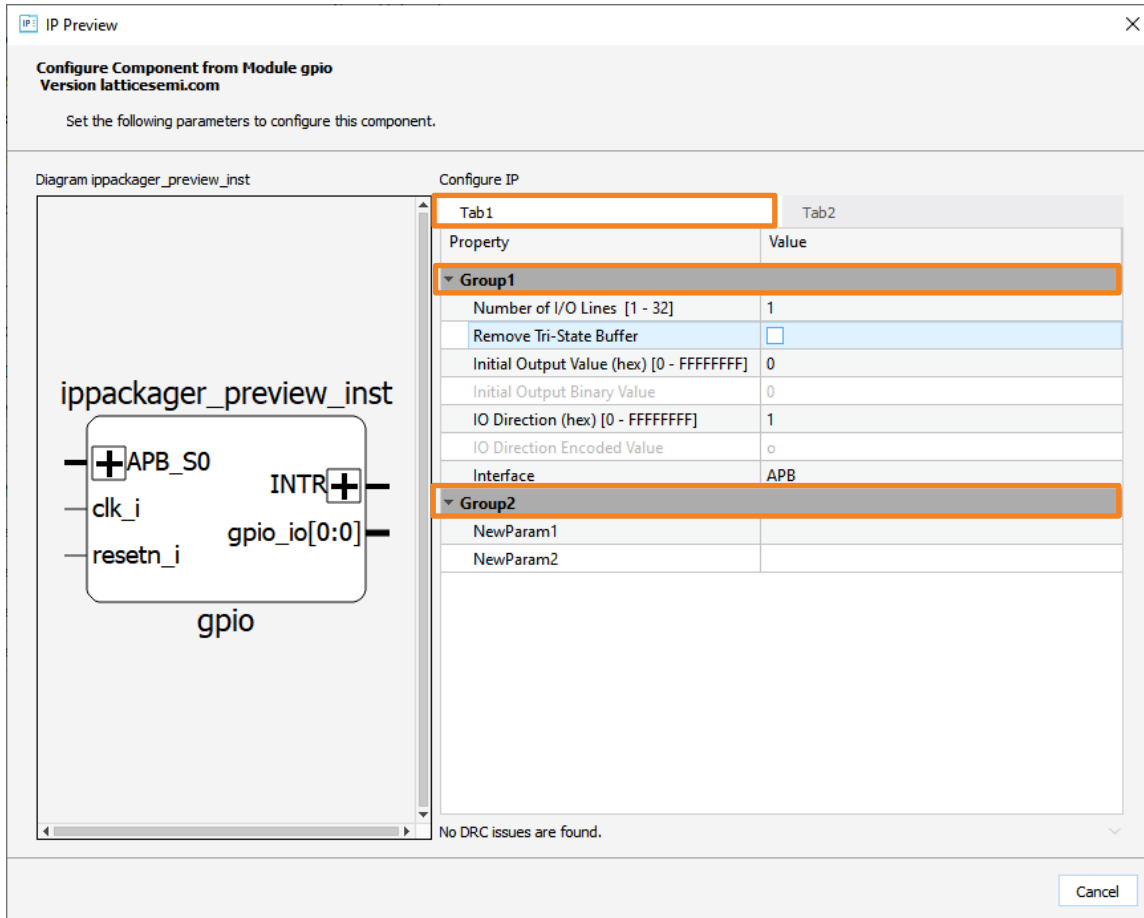 IP Preview
Configure Component from Module gpio
Version latticesemi.com
Set the following parameters to configure this component.
Diagram ippackager_preview_inst
ippackager_preview_inst
APB_S0
INTR
clk_i
gpio_io[0:0]
resetn_i
gpio
Configure IP
Tab1 Tab2
Property Value
Group1
Number of I/O Lines [1 - 32] 1
Remove Tri-State Buffer
Initial Output Value (hex) [0 - FFFFFFFF] 0
Initial Output Binary Value 0
IO Direction (hex) [0 - FFFFFFFF] 1
IO Direction Encoded Value o
Interface APB
Group2
NewParam1
NewParam2
No DRC issues are found.
Cancel